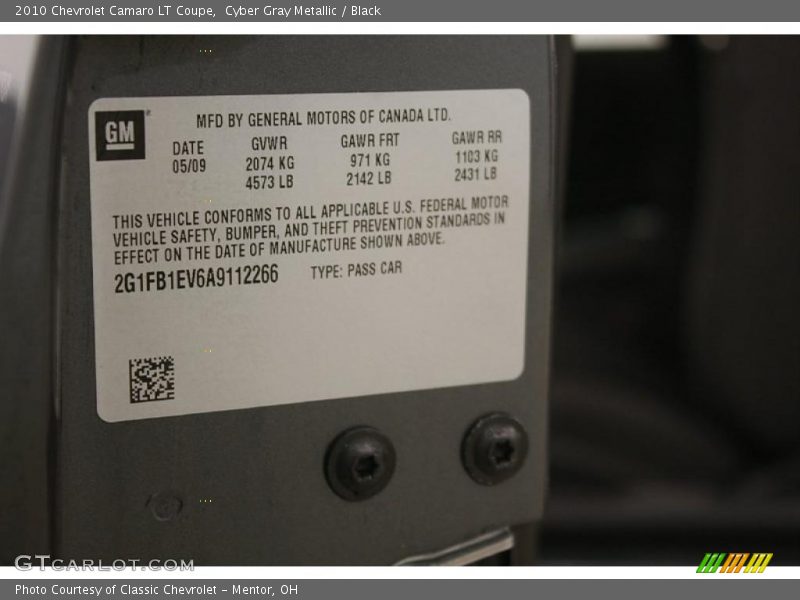 2010 Chevrolet Camaro LT Coupe,  Cyber Gray Metallic / Black
GM
MFD BY GENERAL MOTORS OF CANADA LTD.
DATE GVWR GAWR FRT GAWR RR
05/09 2074 KG 971 KG 1103 KG
4573 LB 2142 LB 2431 LB
THIS VEHICLE CONFORMS TO ALL APPLICABLE U.S. FEDERAL MOTOR
VEHICLE SAFETY, BUMPER, AND THEFT PREVENTION STANDARDS IN
EFFECT ON THE DATE OF MANUFACTURE SHOWN ABOVE.
2G1FB1EV6A9112266 TYPE: PASS CAR
GTCARLOT.COM
Photo Courtesy of Classic Chevrolet - Mentor, OH